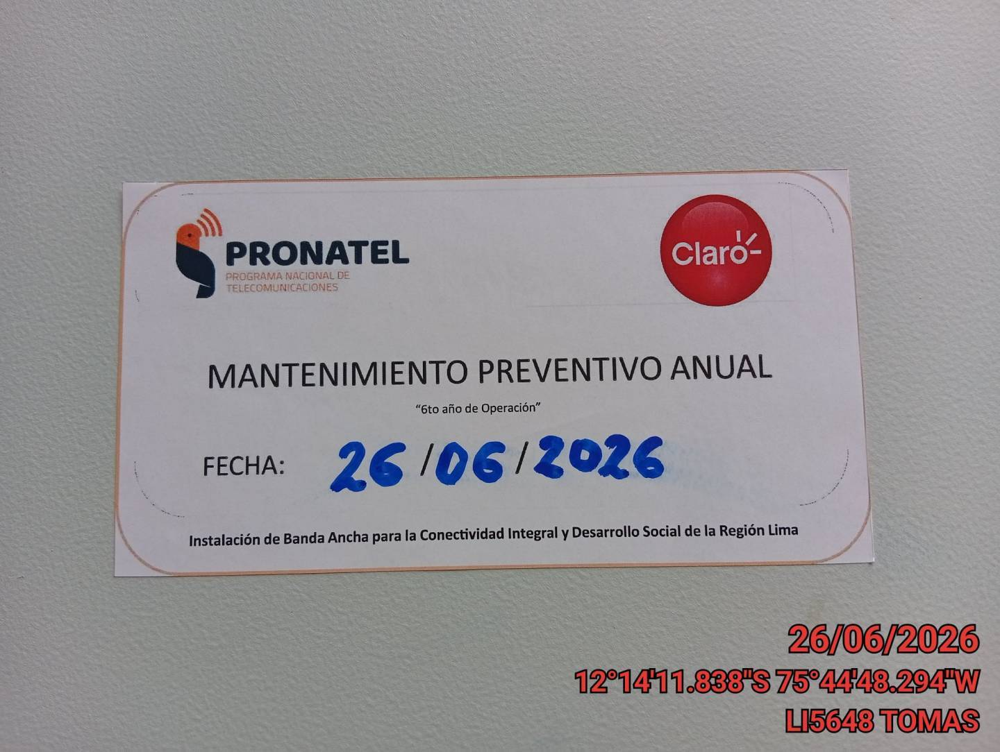 PRONATEL
PROGRAMA NACIONAL DE
TELECOMUNICACIONES
Claro
MANTENIMIENTO PREVENTIVO ANUAL
“6to año de Operación”
FECHA: 26/06/2026
Instalación de Banda Ancha para la Conectividad Integral y Desarrollo Social de la Región Lima
26/06/2026
12°14'11.838"S 75°44'48.294"W
LI5648 TOMAS